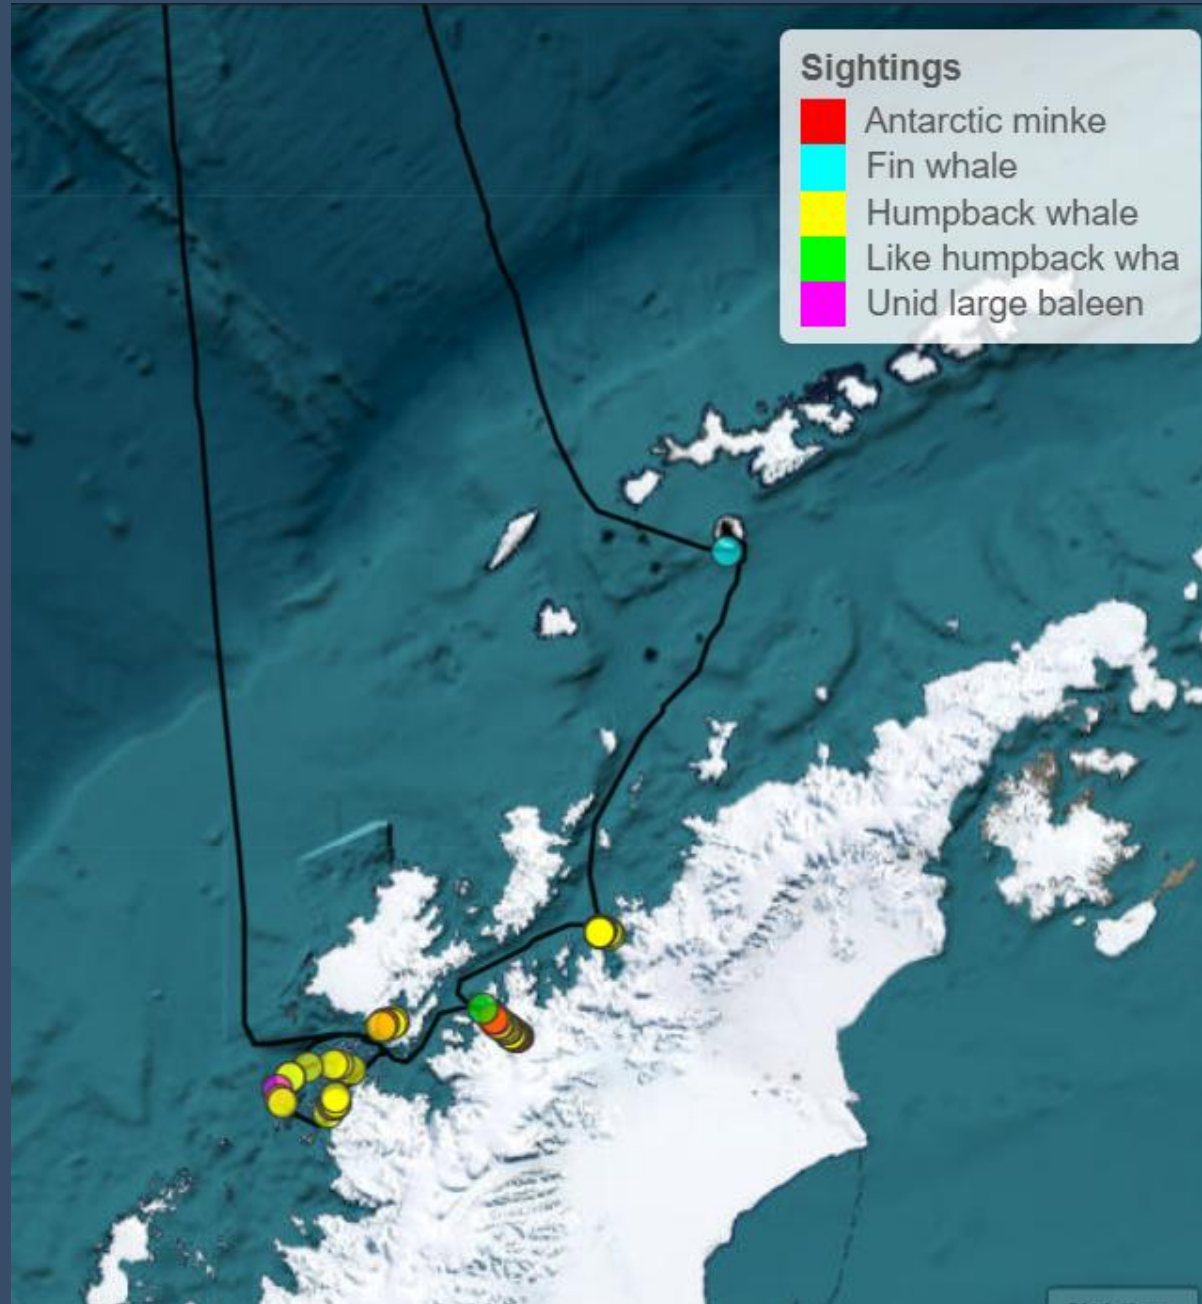 Sightings
Antarctic minke
Fin whale
Humpback whale
Like humpback wha
Unid large baleen